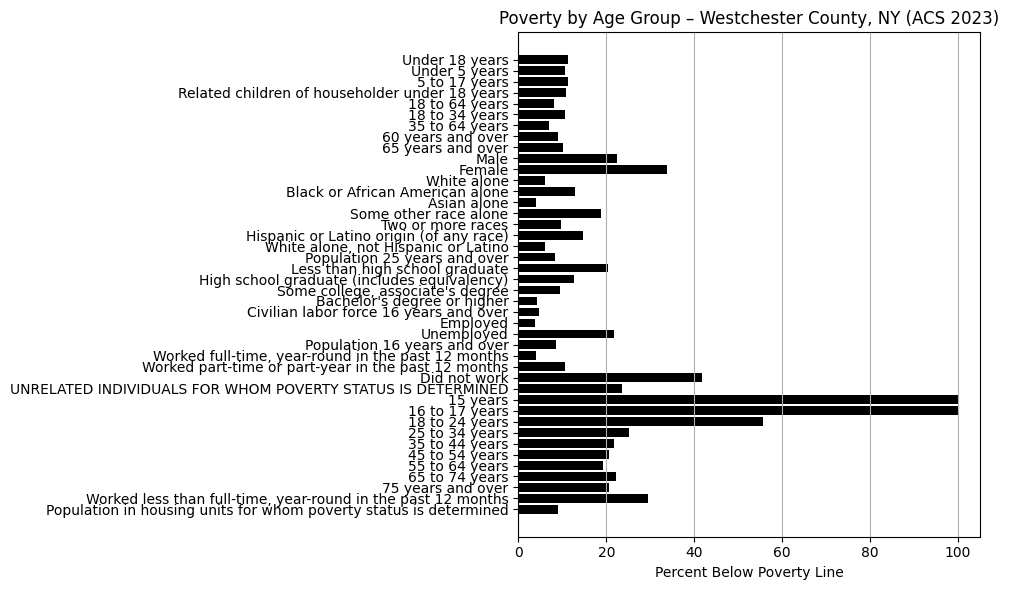 Poverty by Age Group – Westchester County, NY (ACS 2023)
Under 18 years
Under 5 years
5 to 17 years
Related children of householder under 18 years
18 to 64 years
18 to 34 years
35 to 64 years
60 years and over
65 years and over
Male
Female
White alone
Black or African American alone
Asian alone
Some other race alone
Two or more races
Hispanic or Latino origin (of any race)
White alone, not Hispanic or Latino
Population 25 years and over
Less than high school graduate
High school graduate (includes equivalency)
Some college, associate's degree
Bachelor's degree or higher
Civilian labor force 16 years and over
Employed
Unemployed
Population 16 years and over
Worked full-time, year-round in the past 12 months
Worked part-time or part-year in the past 12 months
Did not work
UNRELATED INDIVIDUALS FOR WHOM POVERTY STATUS IS DETERMINED
15 years
16 to 17 years
18 to 24 years
25 to 34 years
35 to 44 years
45 to 54 years
55 to 64 years
65 to 74 years
75 years and over
Worked less than full-time, year-round in the past 12 months
Population in housing units for whom poverty status is determined
0 20 40 60 80 100
Percent Below Poverty Line